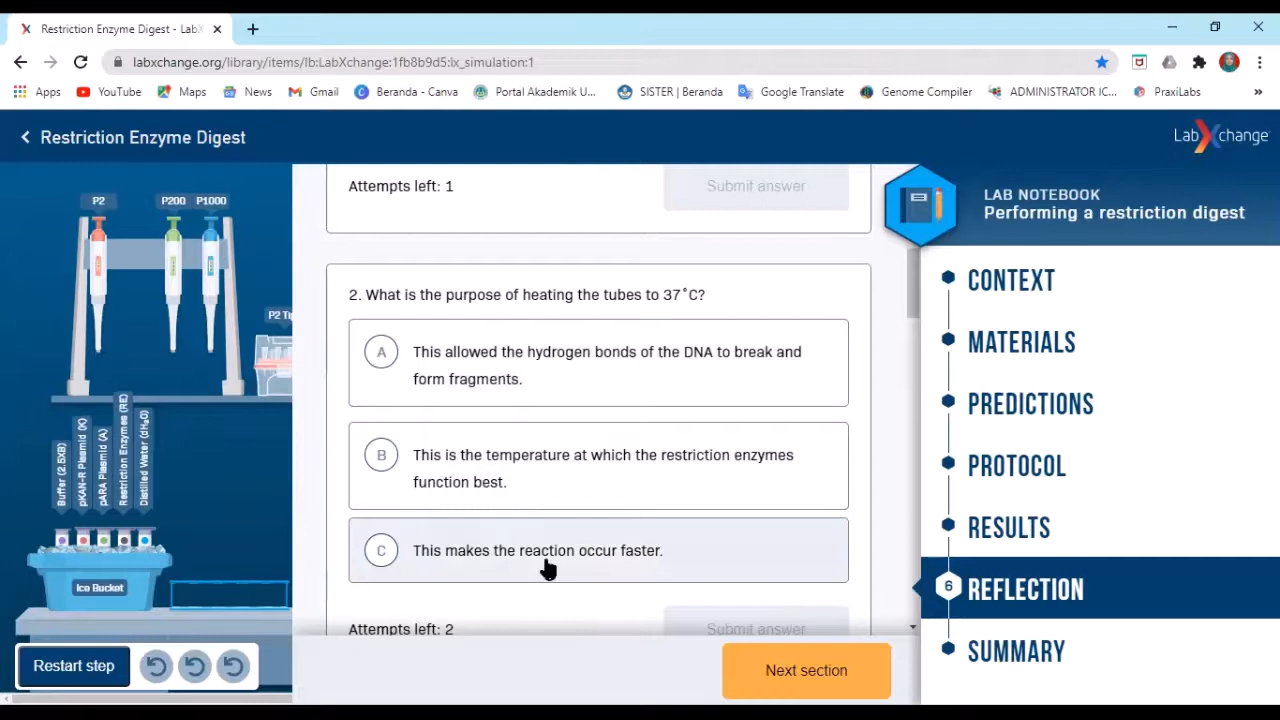 Restriction Enzyme Digest - LabX
labxchange.org/library/items/lb:LabXchange:1fb8b9d5:lx_simulation:1
Apps YouTube Maps News Gmail Beranda - Canva Portal Akademik U... SISTER | Beranda Google Translate Genome Compiler ADMINISTRATOR IC... PraxiLabs »
Restriction Enzyme Digest
LabXchange
P2 P200 P1000
P2 Ti
Buffer (2.5XB)
pKAN-R Plasmid (K)
pARA Plasmid (A)
Restriction Enzymes (RE)
Distilled Water (dH₂O)
Ice Bucket
Restart step
Attempts left: 1
Submit answer
2. What is the purpose of heating the tubes to 37°C?
A
This allowed the hydrogen bonds of the DNA to break and
form fragments.
B
This is the temperature at which the restriction enzymes
function best.
C
This makes the reaction occur faster.
Attempts left: 2
Submit answer
Next section
LAB NOTEBOOK
Performing a restriction digest
CONTEXT
MATERIALS
PREDICTIONS
PROTOCOL
RESULTS
6 REFLECTION
SUMMARY